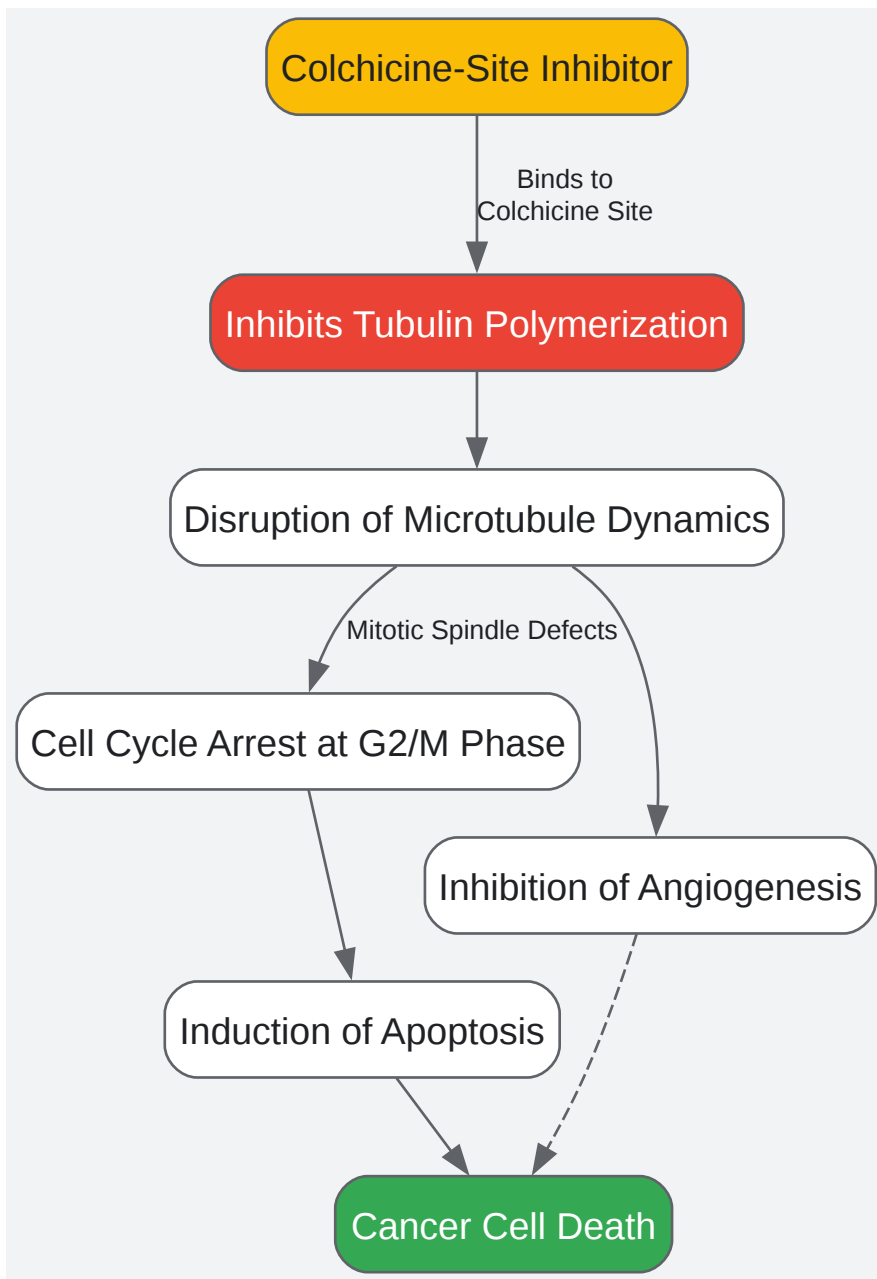 Colchicine-Site Inhibitor
Binds to
Colchicine Site
Inhibits Tubulin Polymerization
Disruption of Microtubule Dynamics
Mitotic Spindle Defects
Cell Cycle Arrest at G2/M Phase
Inhibition of Angiogenesis
Induction of Apoptosis
Cancer Cell Death